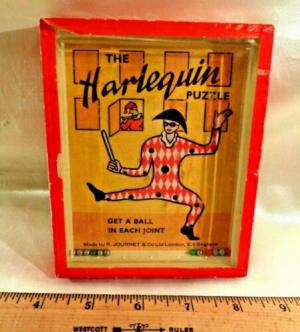 THE
Harlequin
PUZZLE
GET A BALL
IN EACH JOINT
Made by R. JOURNET & Co Ltd London, E.6 England
4 5 6 7 8 9
WESTCOTT RULER